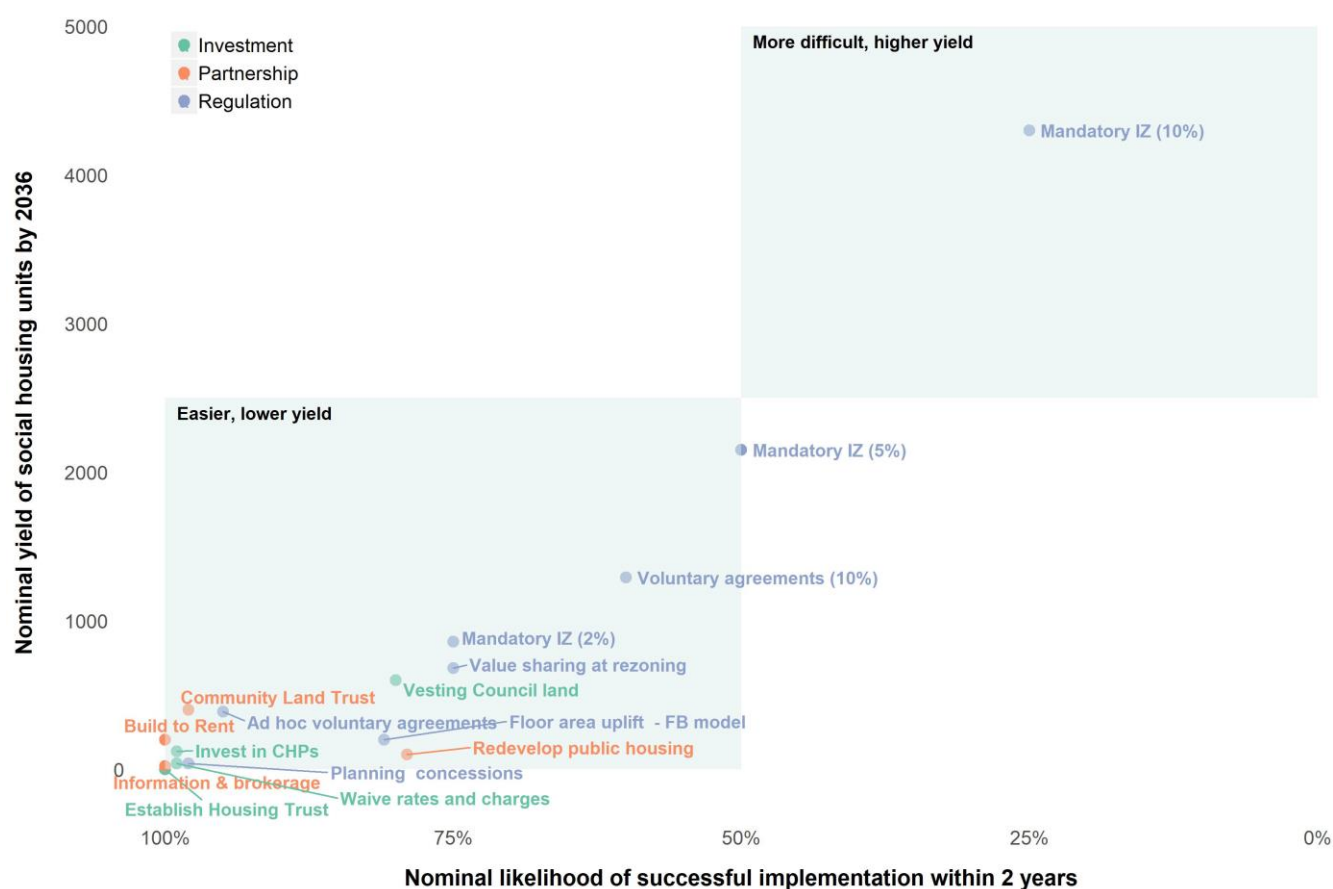 5000
Investment
Partnership
Regulation
More difficult, higher yield
Mandatory IZ (10%)
4000
Nominal yield of social housing units by 2036
3000
Easier, lower yield
Mandatory IZ (5%)
2000
Voluntary agreements (10%)
1000
Mandatory IZ (2%)
Value sharing at rezoning
Vesting Council land
Community Land Trust
Ad hoc voluntary agreements
Floor area uplift - FB model
Build to Rent
Invest in CHPs
Redevelop public housing
0
Planning concessions
Information & brokerage
Waive rates and charges
Establish Housing Trust
100%
75%
50%
25%
0%
Nominal likelihood of successful implementation within 2 years